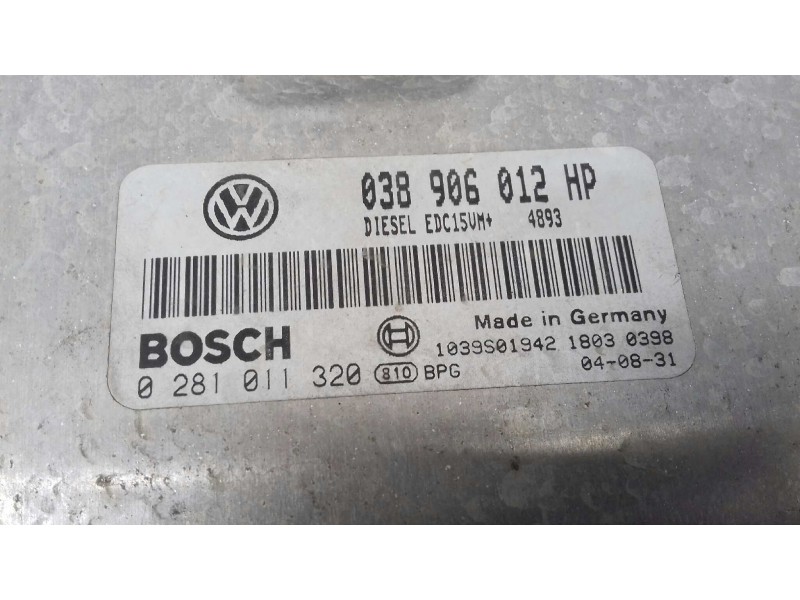 038 906 012 HP
DIESEL EDC15VM+ 4893
BOSCH
Made in Germany
1039S01942 1803 0398
0 281 011 320 810 BPG
04-08-31